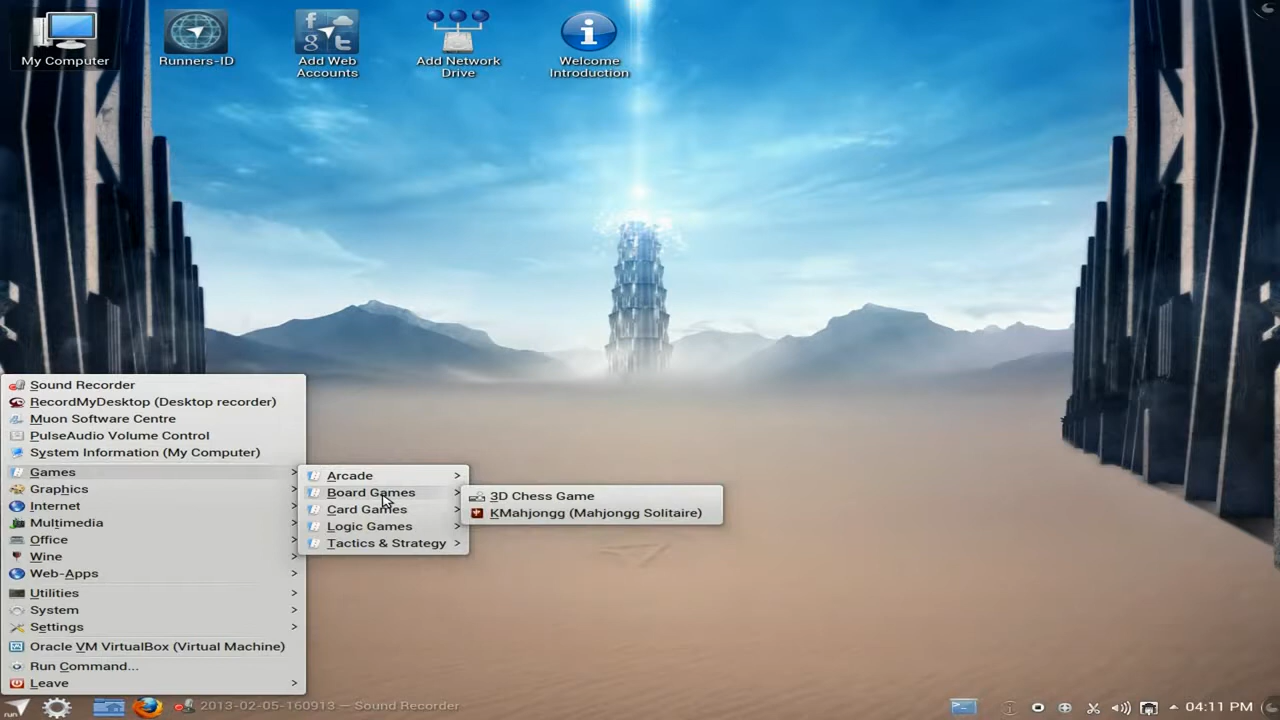 My Computer
Runners-ID
Add Web
Accounts
Add Network
Drive
Welcome
Introduction
Sound Recorder
RecordMyDesktop (Desktop recorder)
Muon Software Centre
PulseAudio Volume Control
System Information (My Computer)
Games
Graphics
Internet
Multimedia
Office
Wine
Web-Apps
Utilities
System
Settings
Oracle VM VirtualBox (Virtual Machine)
Run Command...
Leave
Arcade
Board Games
Card Games
Logic Games
Tactics & Strategy
3D Chess Game
KMahjongg (Mahjongg Solitaire)
run
2013-02-05-160913 — Sound Recorder
04:11 PM